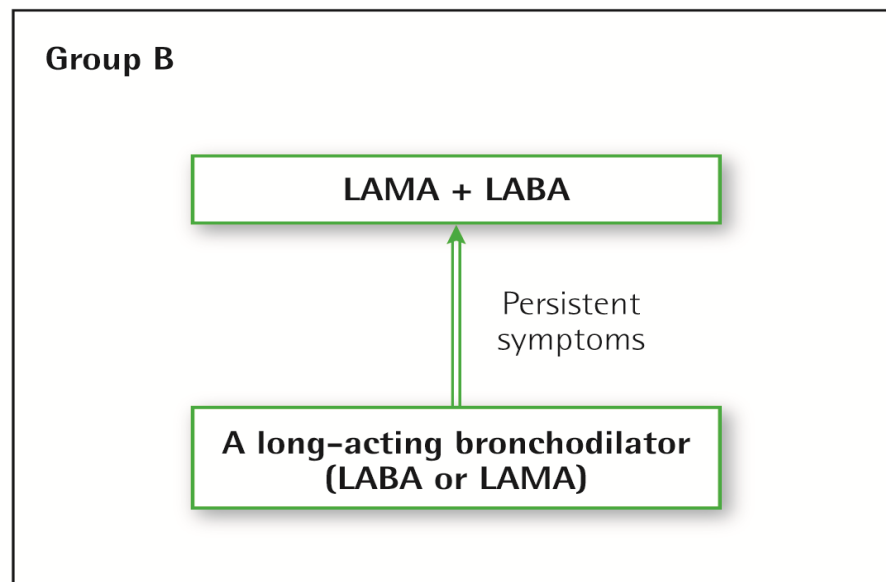 Group B
LAMA + LABA
Persistent
symptoms
A long-acting bronchodilator
(LABA or LAMA)